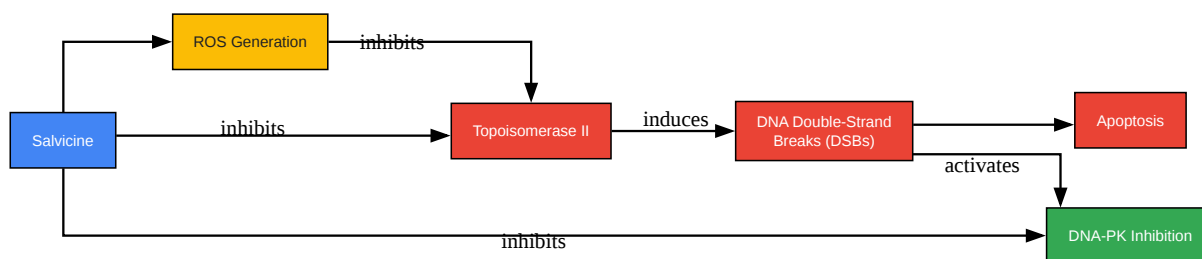 ROS Generation
inhibits
Salvicine
inhibits
Topoisomerase II
induces
DNA Double-Strand
Breaks (DSBs)
Apoptosis
activates
inhibits
DNA-PK Inhibition